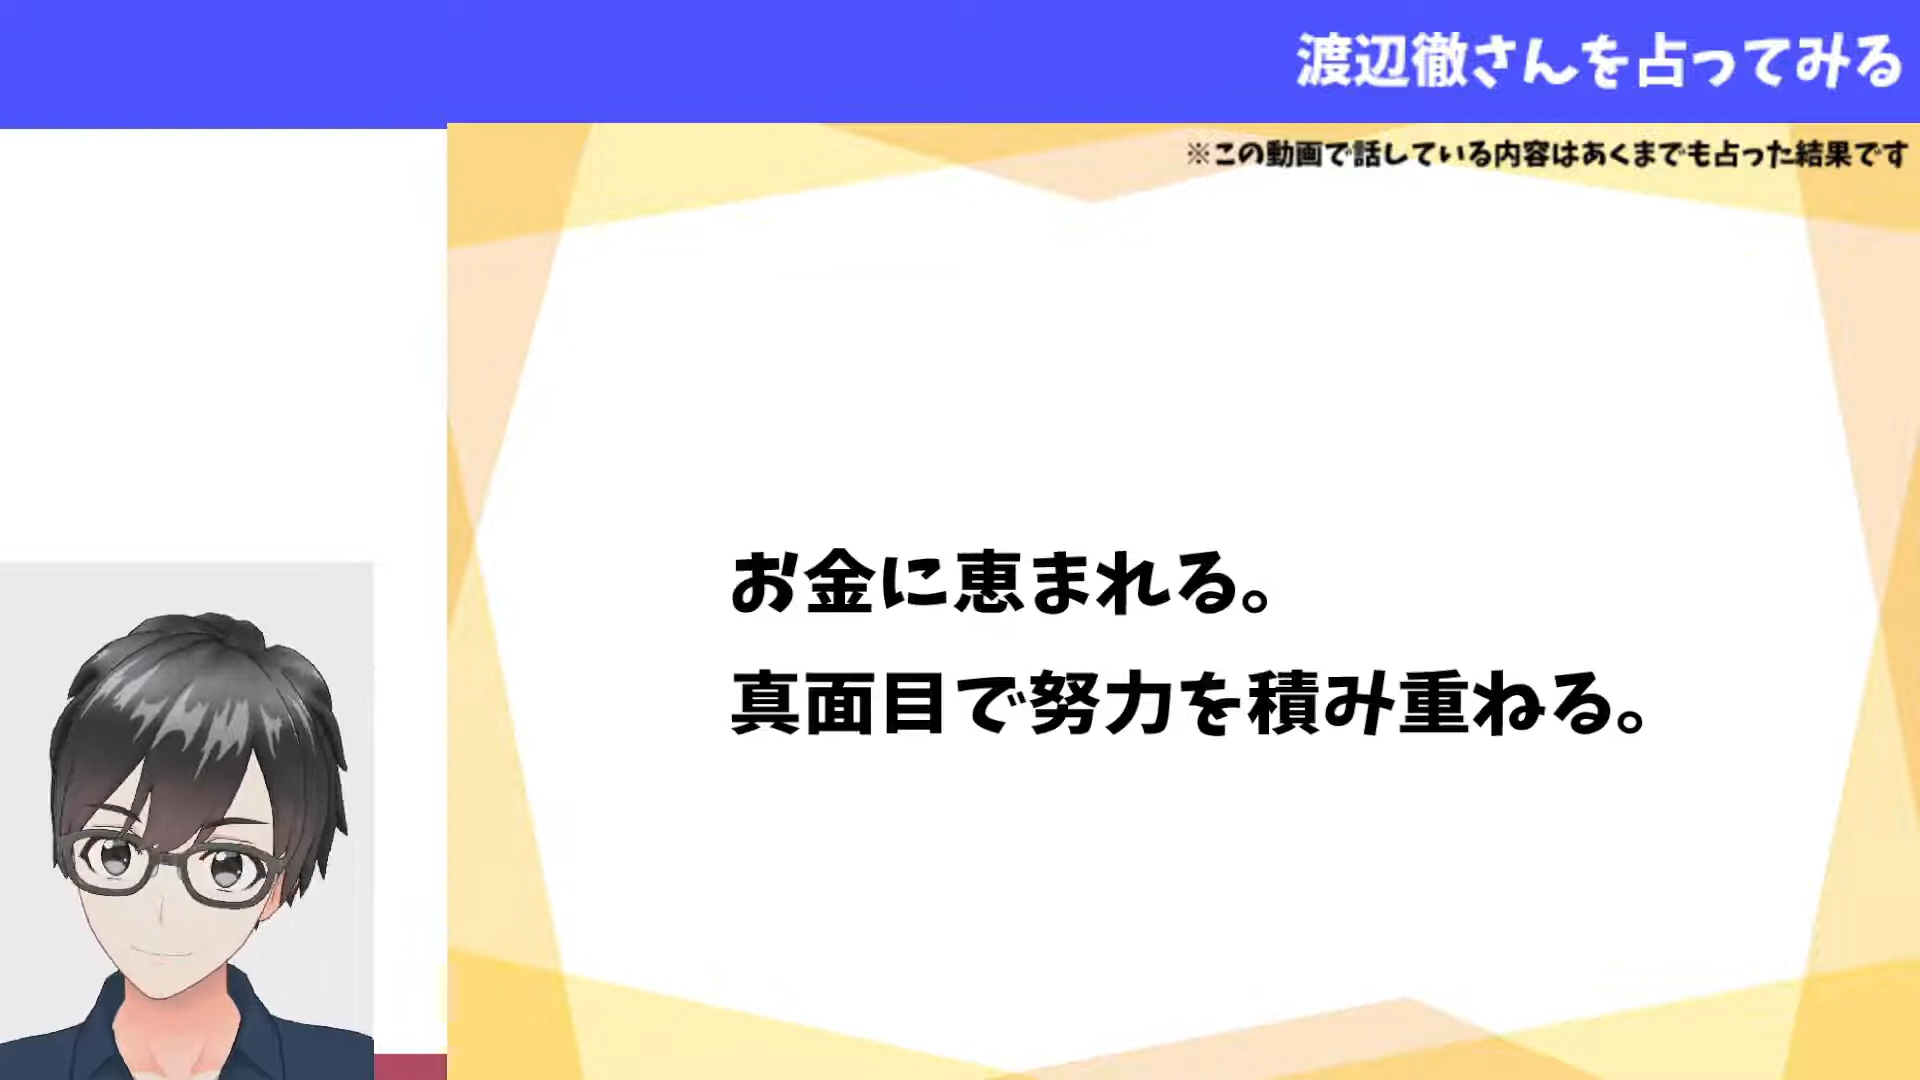 渡辺徹さんを占ってみる
※この動画で話している内容はあくまでも占った結果です
お金に恵まれる。
真面目で努力を積み重ねる。